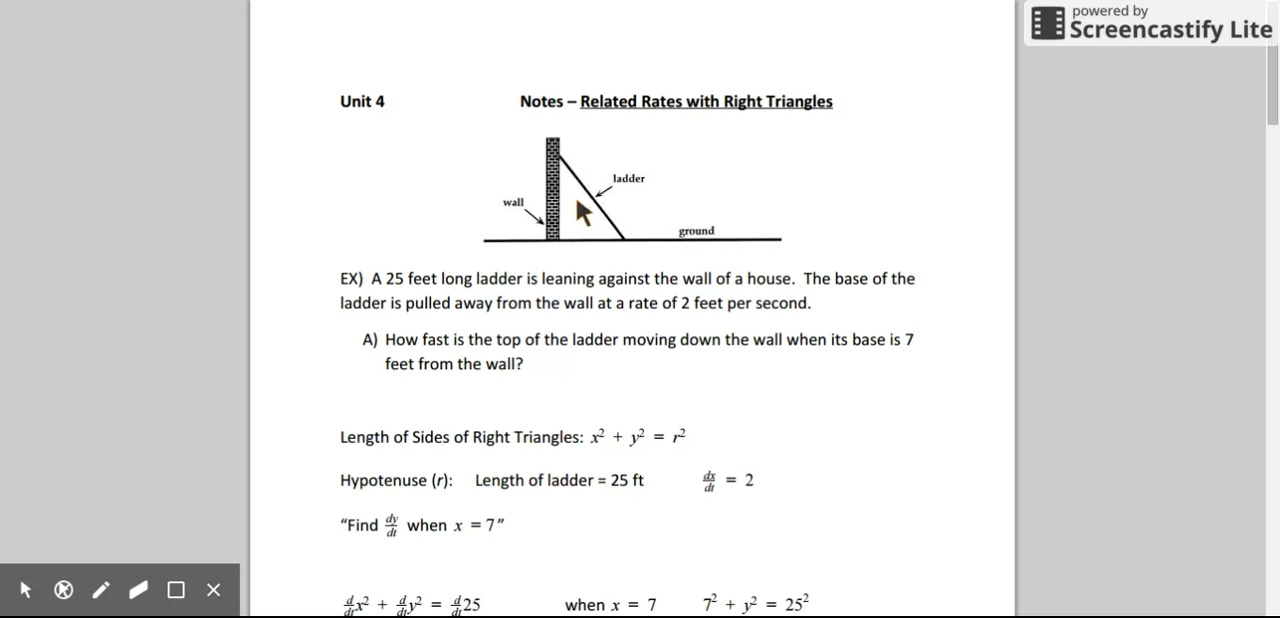 powered by
Screencastify Lite
Unit 4 Notes – Related Rates with Right Triangles
ladder
wall
ground
EX) A 25 feet long ladder is leaning against the wall of a house. The base of the
ladder is pulled away from the wall at a rate of 2 feet per second.
A) How fast is the top of the ladder moving down the wall when its base is 7
feet from the wall?
Length of Sides of Right Triangles: x² + y² = r²
Hypotenuse (r): Length of ladder = 25 ft dx/dt = 2
“Find dy/dt when x = 7”
d/dt x² + d/dt y² = d/dt 25 when x = 7 7² + y² = 25²